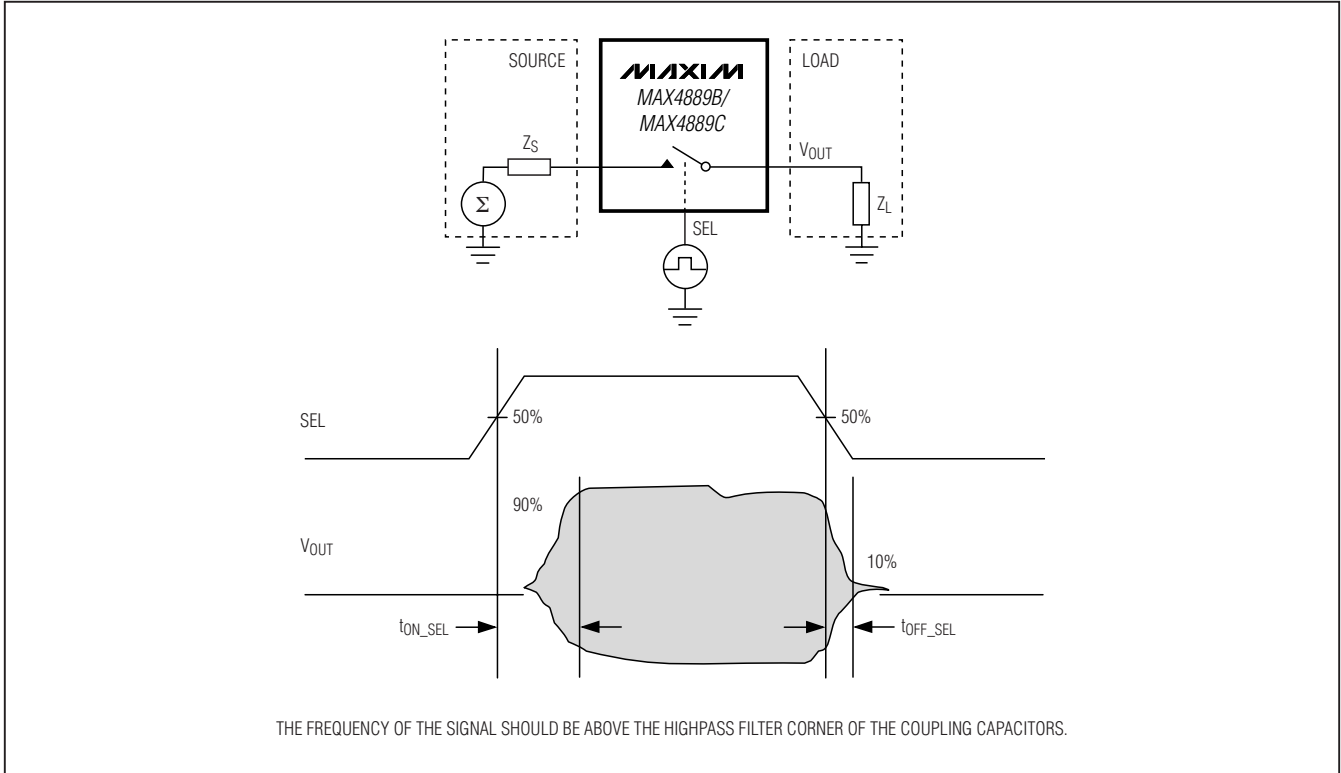 SOURCE
MAXIM
MAX4889B/
MAX4889C
LOAD
ZS
VOUT
Σ
ZL
SEL
SEL
50%
50%
90%
VOUT
10%
tON_SEL
tOFF_SEL
THE FREQUENCY OF THE SIGNAL SHOULD BE ABOVE THE HIGHPASS FILTER CORNER OF THE COUPLING CAPACITORS.